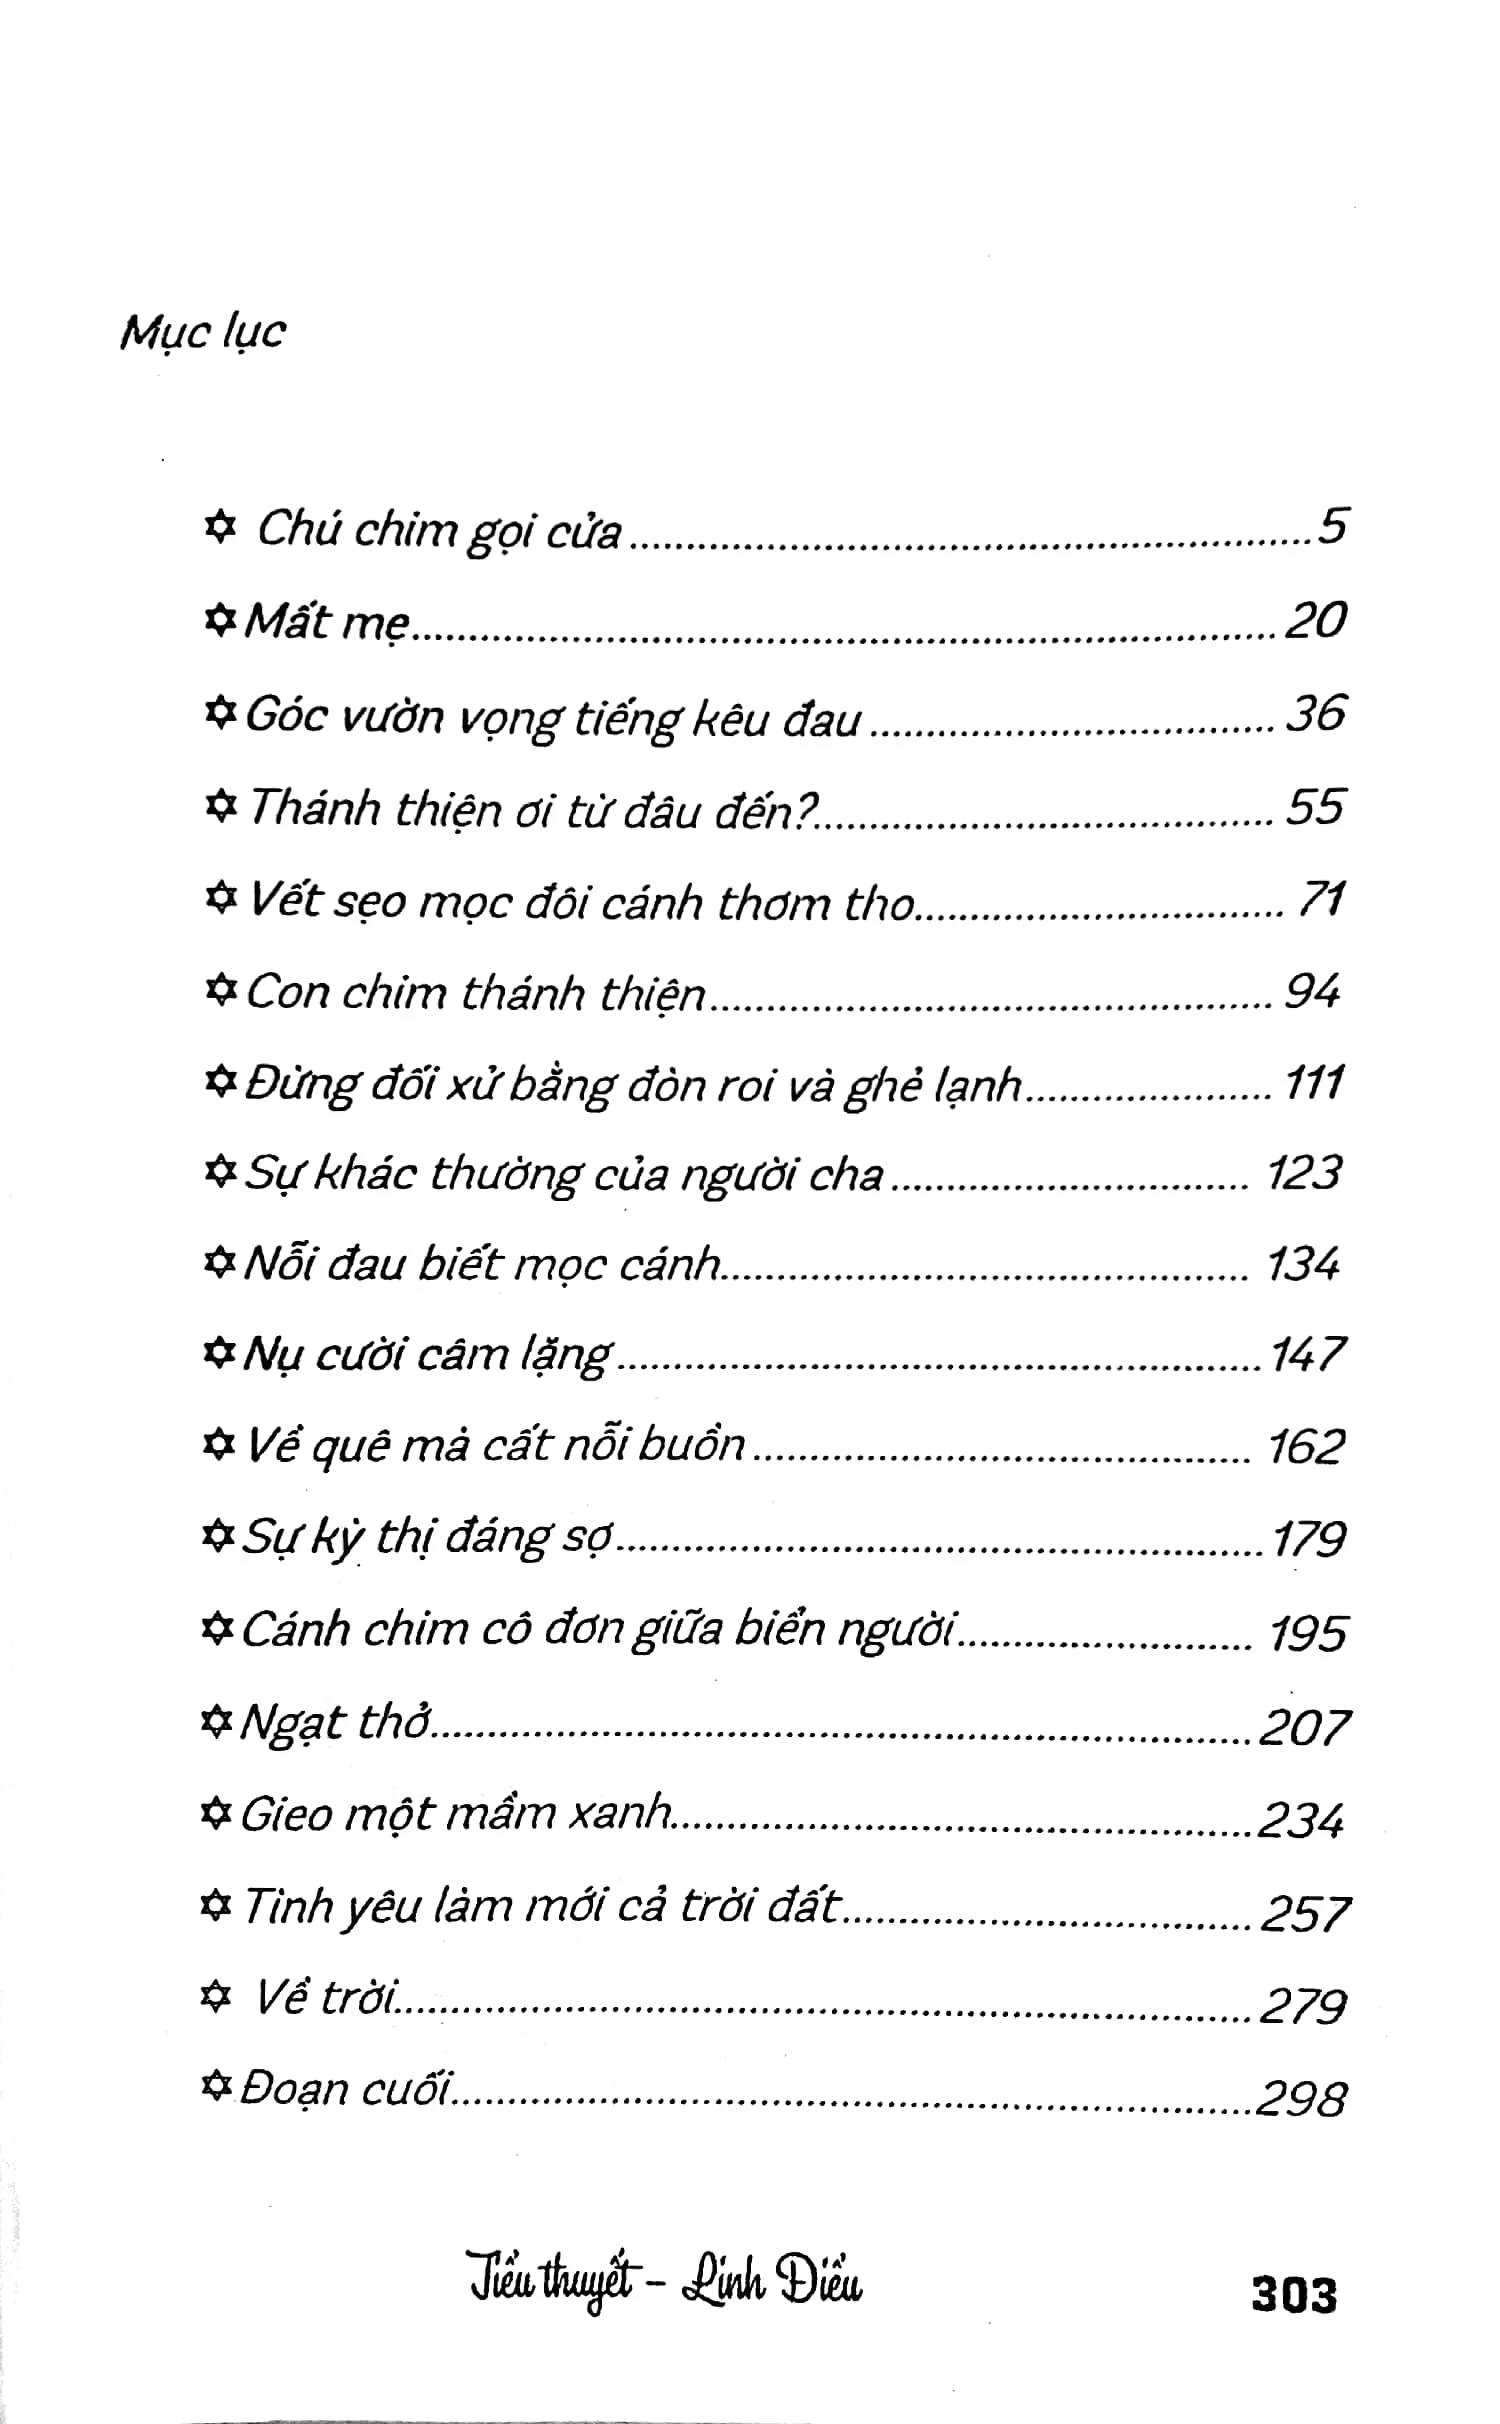 Mục lục
✡ Chú chim gọi cửa....................5
✡ Mất mẹ....................20
✡ Góc vườn vọng tiếng kêu đau.................... 36
✡ Thánh thiện ơi từ đâu đến?.................... 55
✡ Vết sẹo mọc đôi cánh thơm tho.................... 71
✡ Con chim thánh thiện.................... 94
✡ Đừng đối xử bằng đòn roi và ghẻ lạnh.................... 111
✡ Sự khác thường của người cha.................... 123
✡ Nỗi đau biết mọc cánh.................... 134
✡ Nụ cười câm lặng....................147
✡ Về quê mà cất nỗi buồn.................... 162
✡ Sự kỳ thị đáng sợ....................179
✡ Cánh chim cô đơn giữa biển người.................... 195
✡ Ngạt thở....................207
✡ Gieo một mầm xanh....................234
✡ Tình yêu làm mới cả trời đất....................257
✡ Về trời....................279
✡ Đoạn cuối....................298
Tiểu thuyết - Linh Điểu 303